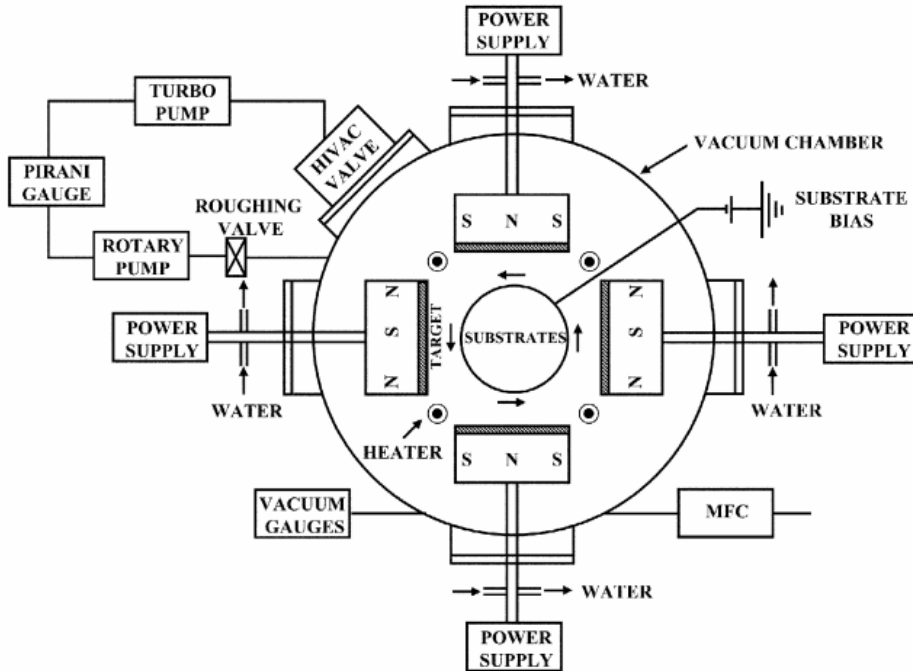 POWER
SUPPLY
WATER
TURBO
PUMP
HIVAC
VALVE
VACUUM CHAMBER
PIRANI
GAUGE
ROUGHING
VALVE
SUBSTRATE
BIAS
S N S
ROTARY
PUMP
N
S
N
TARGET
SUBSTRATES
N
S
N
POWER
SUPPLY
POWER
SUPPLY
WATER
WATER
HEATER
S N S
VACUUM
GAUGES
MFC
WATER
POWER
SUPPLY